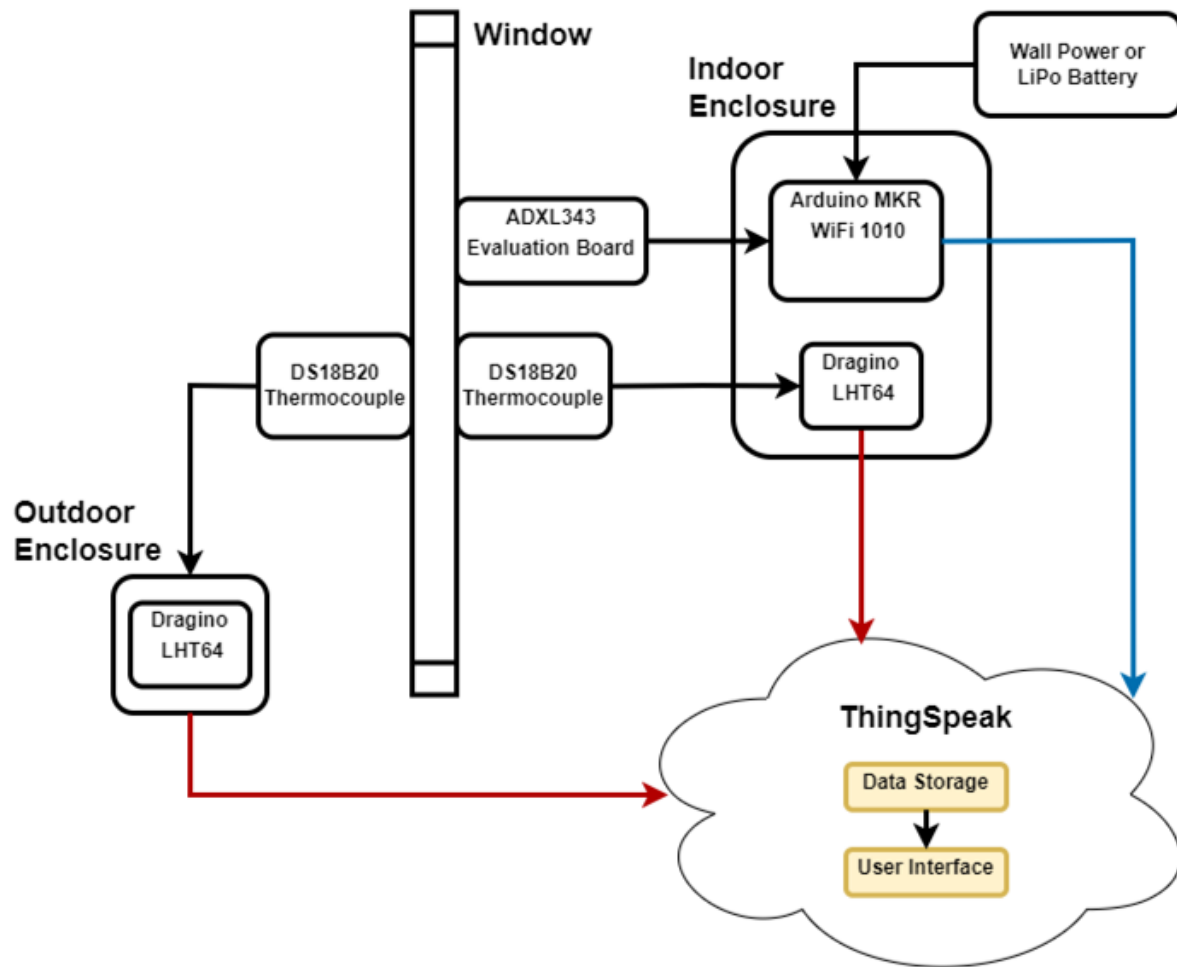 Window
Wall Power or
LiPo Battery
Indoor
Enclosure
Arduino MKR
WiFi 1010
ADXL343
Evaluation Board
DS18B20
Thermocouple
DS18B20
Thermocouple
Dragino
LHT64
Outdoor
Enclosure
Dragino
LHT64
ThingSpeak
Data Storage
User Interface